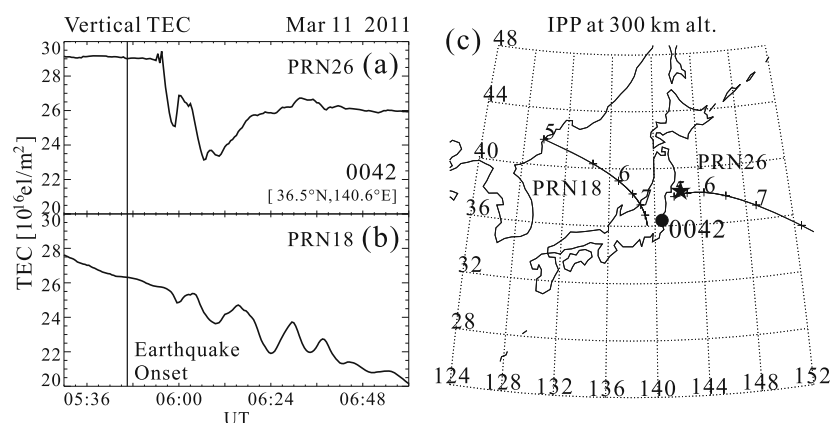 Vertical TEC Mar 11 2011
30
28
26
24
22
20
PRN26 (a)
0042
[ 36.5°N,140.6°E]
TEC [10¹⁶el/m²]
30
28
26
24
22
20
PRN18 (b)
Earthquake
Onset
05:36 06:00 06:24 06:48
UT
(c) IPP at 300 km alt.
48
44
40
36
32
28
124 128 132 136 140 144 148 152
5
6
7
PRN18
PRN26
5
6
7
0042